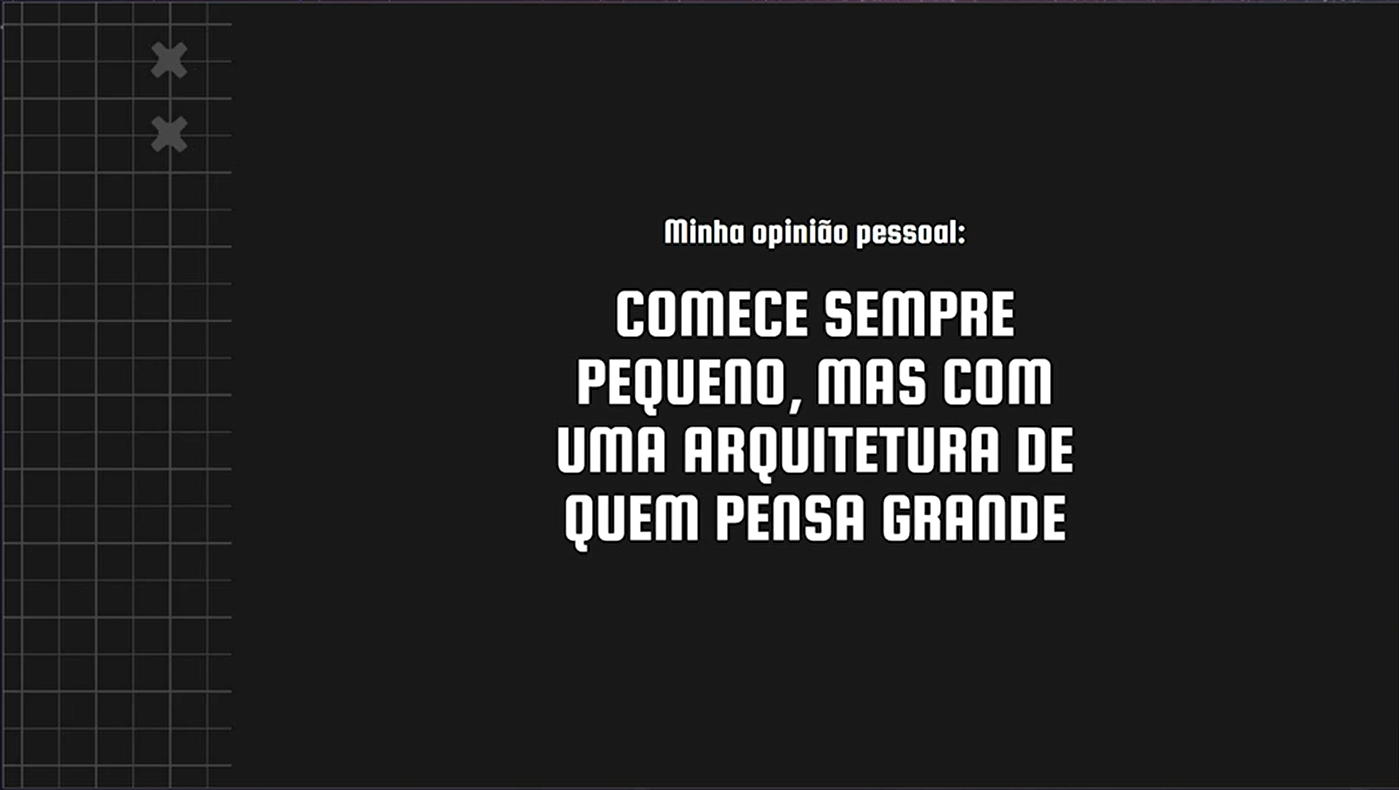 Minha opinião pessoal:
COMECE SEMPRE
PEQUENO, MAS COM
UMA ARQUITETURA DE
QUEM PENSA GRANDE